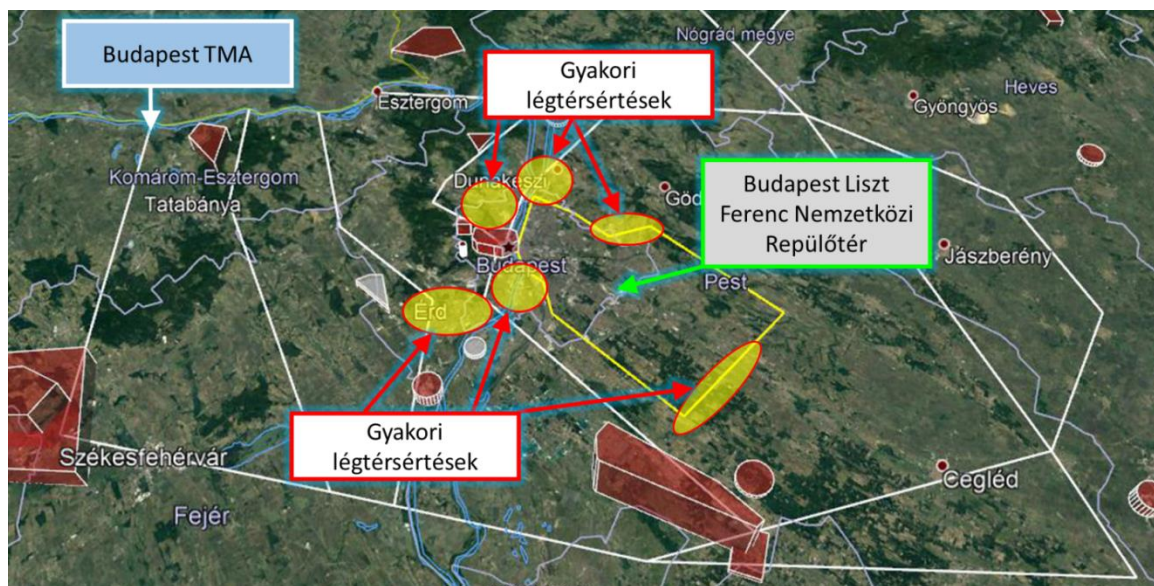 Budapest TMA
Gyakori
légtérsértések
Nógrád megye
Heves
Esztergom
Gyöngyös
Komárom-Esztergom
Tatabánya
Dunakeszi
Budapest Liszt
Ferenc Nemzetközi
Repülőtér
Jászberény
Budapest
Pest
Érd
Gyakori
légtérsértések
Székesfehérvár
Cegléd
Fejér